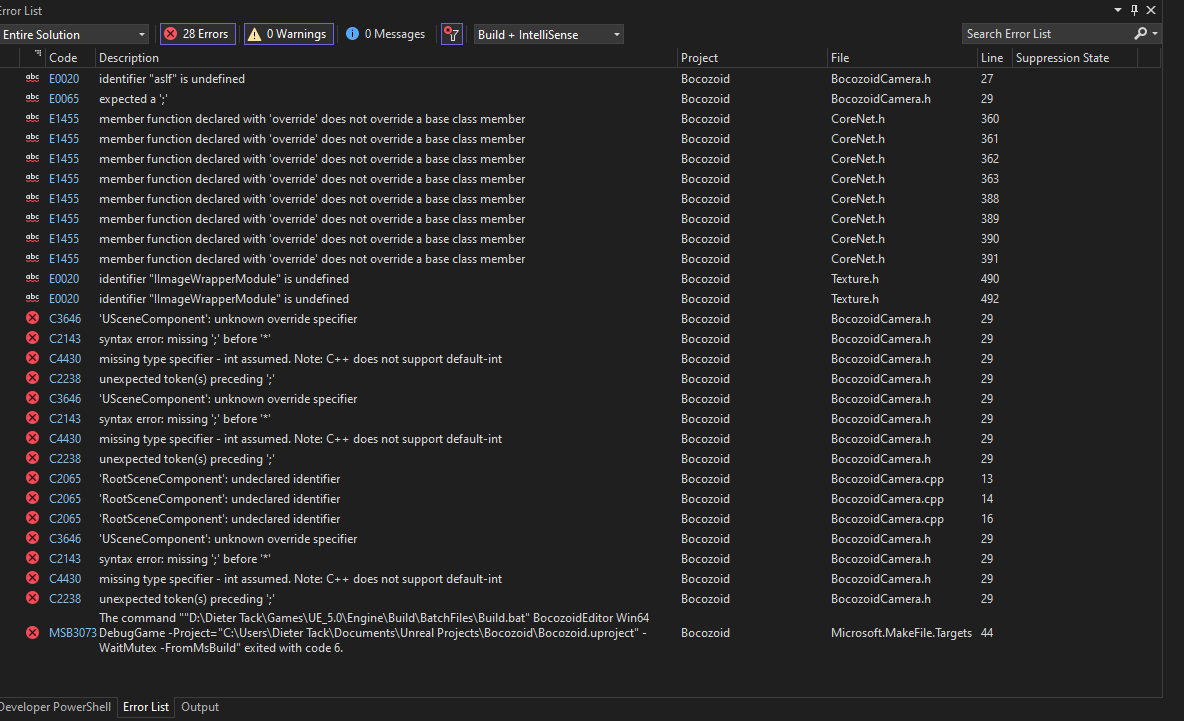 Error List
Entire Solution 28 Errors 0 Warnings 0 Messages Build + IntelliSense Search Error List
Code Description Project File Line Suppression State
abc E0020 identifier "aslf" is undefined Bocozoid BocozoidCamera.h 27
abc E0065 expected a ';' Bocozoid BocozoidCamera.h 29
abc E1455 member function declared with 'override' does not override a base class member Bocozoid CoreNet.h 360
abc E1455 member function declared with 'override' does not override a base class member Bocozoid CoreNet.h 361
abc E1455 member function declared with 'override' does not override a base class member Bocozoid CoreNet.h 362
abc E1455 member function declared with 'override' does not override a base class member Bocozoid CoreNet.h 363
abc E1455 member function declared with 'override' does not override a base class member Bocozoid CoreNet.h 388
abc E1455 member function declared with 'override' does not override a base class member Bocozoid CoreNet.h 389
abc E1455 member function declared with 'override' does not override a base class member Bocozoid CoreNet.h 390
abc E1455 member function declared with 'override' does not override a base class member Bocozoid CoreNet.h 391
abc E0020 identifier "IImageWrapperModule" is undefined Bocozoid Texture.h 490
abc E0020 identifier "IImageWrapperModule" is undefined Bocozoid Texture.h 492
C3646 'USceneComponent': unknown override specifier Bocozoid BocozoidCamera.h 29
C2143 syntax error: missing ';' before '*' Bocozoid BocozoidCamera.h 29
C4430 missing type specifier - int assumed. Note: C++ does not support default-int Bocozoid BocozoidCamera.h 29
C2238 unexpected token(s) preceding ';' Bocozoid BocozoidCamera.h 29
C3646 'USceneComponent': unknown override specifier Bocozoid BocozoidCamera.h 29
C2143 syntax error: missing ';' before '*' Bocozoid BocozoidCamera.h 29
C4430 missing type specifier - int assumed. Note: C++ does not support default-int Bocozoid BocozoidCamera.h 29
C2238 unexpected token(s) preceding ';' Bocozoid BocozoidCamera.h 29
C2065 'RootSceneComponent': undeclared identifier Bocozoid BocozoidCamera.cpp 13
C2065 'RootSceneComponent': undeclared identifier Bocozoid BocozoidCamera.cpp 14
C2065 'RootSceneComponent': undeclared identifier Bocozoid BocozoidCamera.cpp 16
C3646 'USceneComponent': unknown override specifier Bocozoid BocozoidCamera.h 29
C2143 syntax error: missing ';' before '*' Bocozoid BocozoidCamera.h 29
C4430 missing type specifier - int assumed. Note: C++ does not support default-int Bocozoid BocozoidCamera.h 29
C2238 unexpected token(s) preceding ';' Bocozoid BocozoidCamera.h 29
The command ""D:\Dieter Tack\Games\UE_5.0\Engine\Build\BatchFiles\Build.bat" BocozoidEditor Win64
MSB3073 DebugGame -Project="C:\Users\Dieter Tack\Documents\Unreal Projects\Bocozoid\Bocozoid.uproject" - Bocozoid Microsoft.MakeFile.Targets 44
WaitMutex -FromMsBuild" exited with code 6.
Developer PowerShell Error List Output